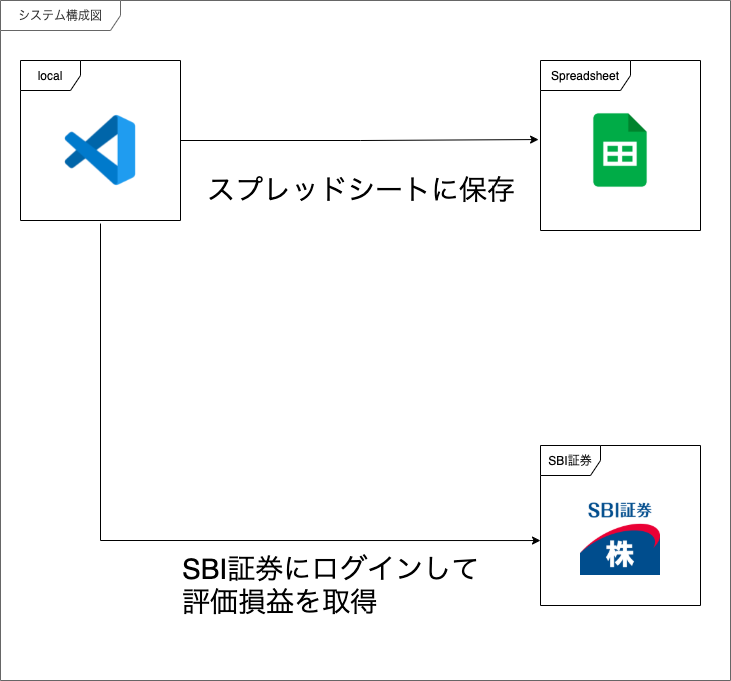 システム構成図
local
Spreadsheet
スプレッドシートに保存
SBI証券
SBI証券
株
SBI証券にログインして
評価損益を取得